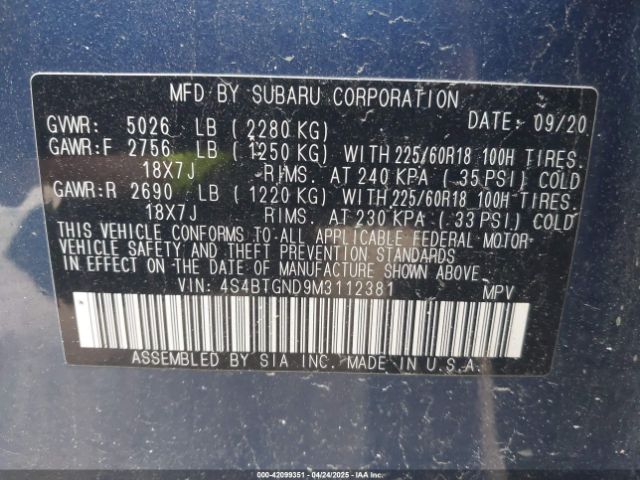 MFD BY SUBARU CORPORATION DATE: 09/20
GVWR: 5026 LB (2280 KG)
GAWR:F 2756 LB (1250 KG) WITH 225/60R18 100H TIRES.
18X7J RIMS. AT 240 KPA (35 PSI) COLD
GAWR:R 2690 LB (1220 KG) WITH 225/60R18 100H TIRES.
18X7J RIMS. AT 230 KPA (33 PSI) COLD
THIS VEHICLE CONFORMS TO ALL APPLICABLE FEDERAL MOTOR
VEHICLE SAFETY AND THEFT PREVENTION STANDARDS
IN EFFECT ON THE DATE OF MANUFACTURE SHOWN ABOVE.
VIN: 4S4BTGND9M3112381 MPV
ASSEMBLED BY SIA INC. MADE IN U.S.A.
000-42099351 - 04/24/2025 - WWW.IAAI.COM